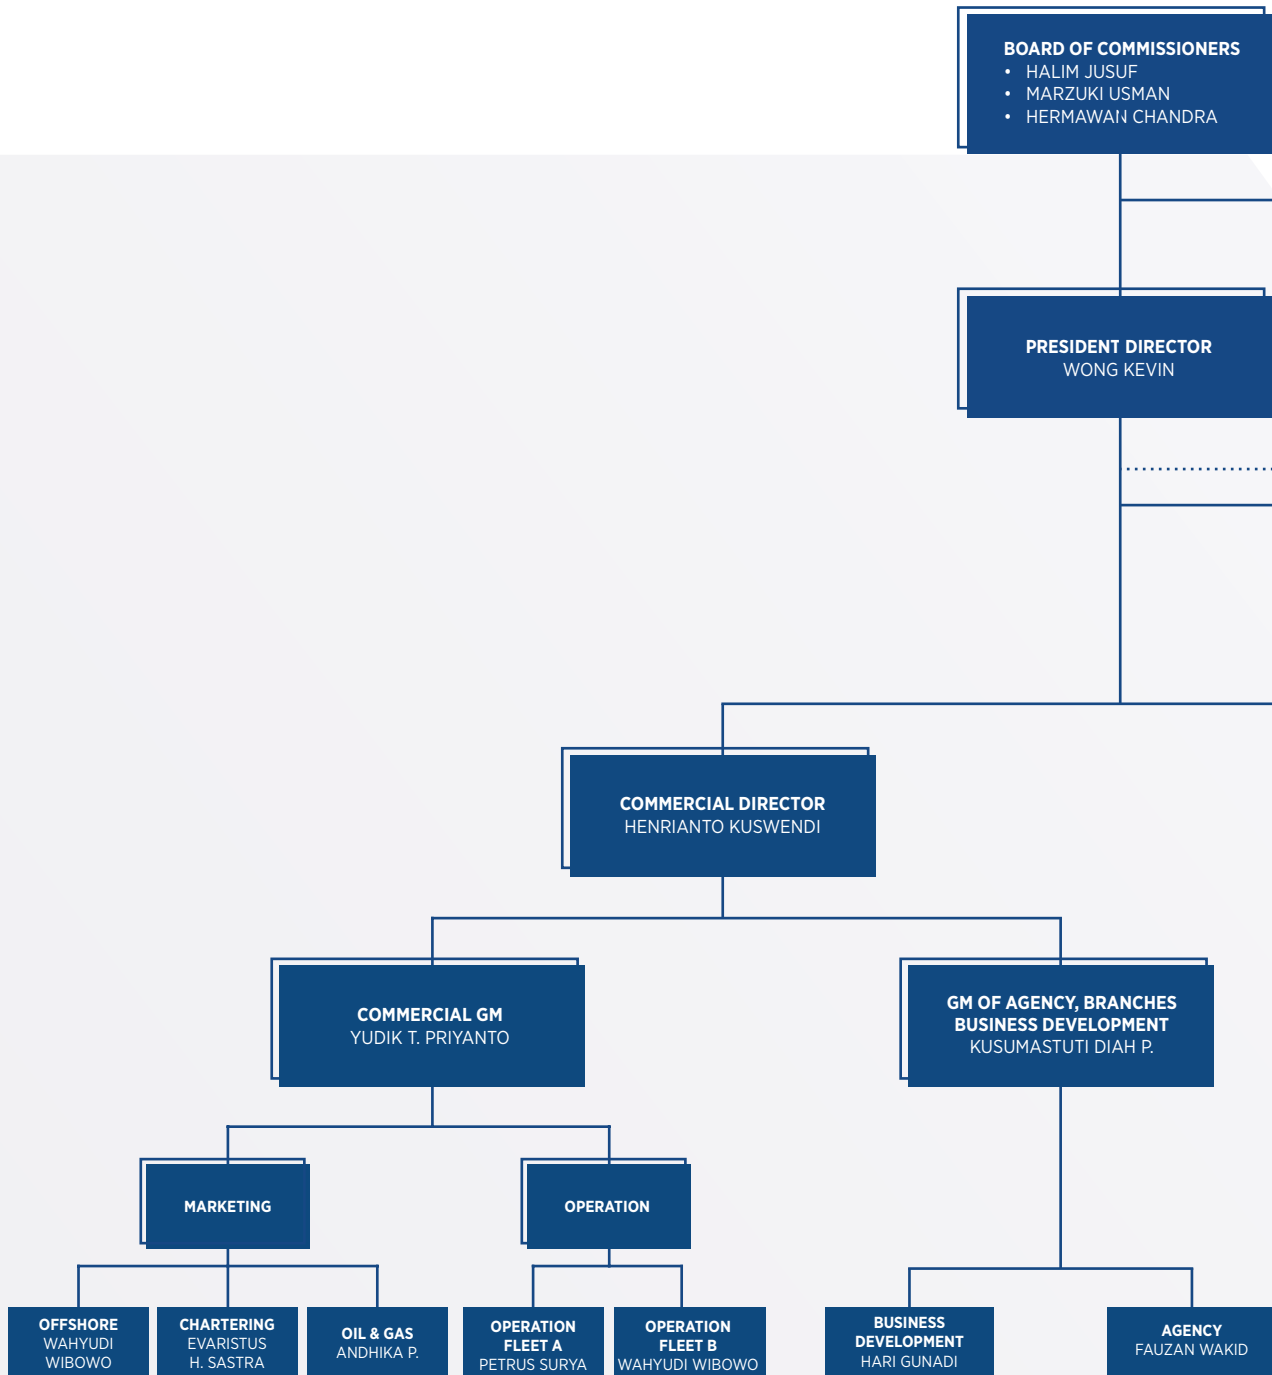 BOARD OF COMMISSIONERS
• HALIM JUSUF
• MARZUKI USMAN
• HERMAWAN CHANDRA
PRESIDENT DIRECTOR
WONG KEVIN
COMMERCIAL DIRECTOR
HENRIANTO KUSWENDI
COMMERCIAL GM
YUDIK T. PRIYANTO
GM OF AGENCY, BRANCHES
BUSINESS DEVELOPMENT
KUSUMASTUTI DIAH P.
MARKETING
OPERATION
OFFSHORE
WAHYUDI
WIBOWO
CHARTERING
EVARISTUS
H. SASTRA
OIL & GAS
ANDHIKA P.
OPERATION
FLEET A
PETRUS SURYA
OPERATION
FLEET B
WAHYUDI WIBOWO
BUSINESS
DEVELOPMENT
HARI GUNADI
AGENCY
FAUZAN WAKID